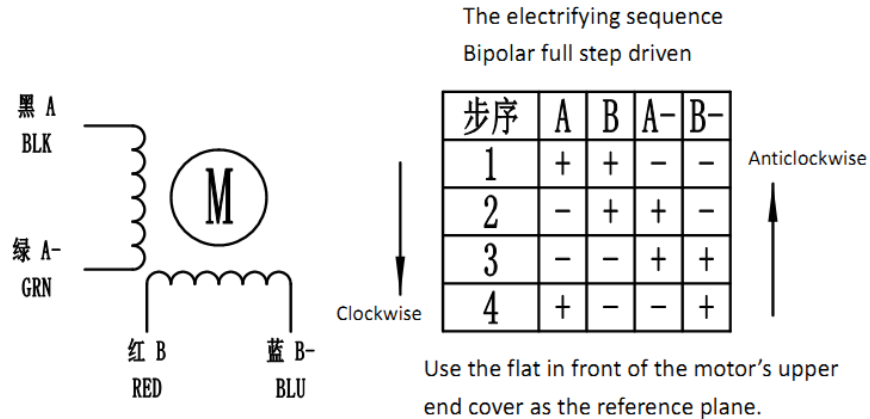 The electrifying sequence
Bipolar full step driven
黑 A
BLK
绿 A-
GRN
M
红 B
RED
蓝 B-
BLU
步序 A B A- B-
1 + + - -
2 - + + -
3 - - + +
4 + - - +
Clockwise
Anticlockwise
Use the flat in front of the motor’s upper
end cover as the reference plane.